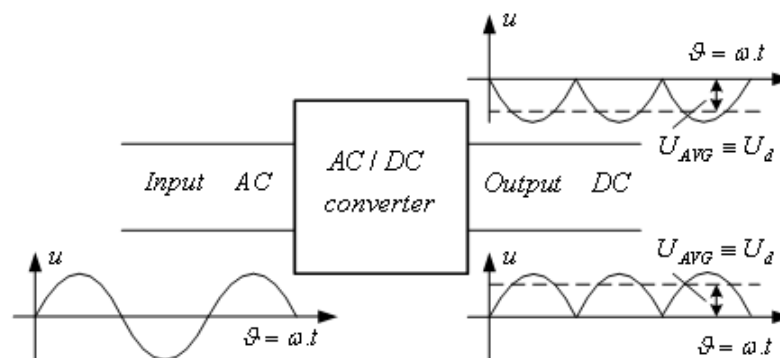 u
ϑ = ω.t
U_AVG ≡ U_d
Input AC
AC / DC
converter
Output DC
U_AVG ≡ U_d
u
ϑ = ω.t
u
ϑ = ω.t